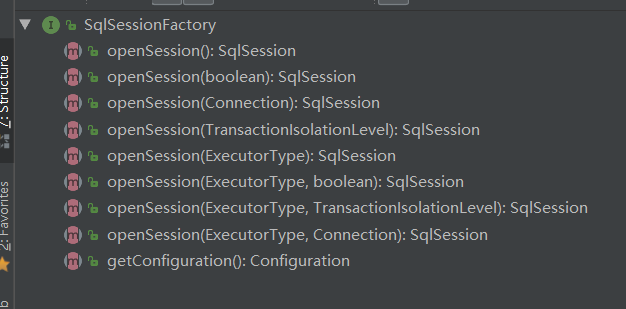 SqlSessionFactory
openSession(): SqlSession
openSession(boolean): SqlSession
openSession(Connection): SqlSession
openSession(TransactionIsolationLevel): SqlSession
openSession(ExecutorType): SqlSession
openSession(ExecutorType, boolean): SqlSession
openSession(ExecutorType, TransactionIsolationLevel): SqlSession
openSession(ExecutorType, Connection): SqlSession
getConfiguration(): Configuration
7: Structure
2: Favorites
b